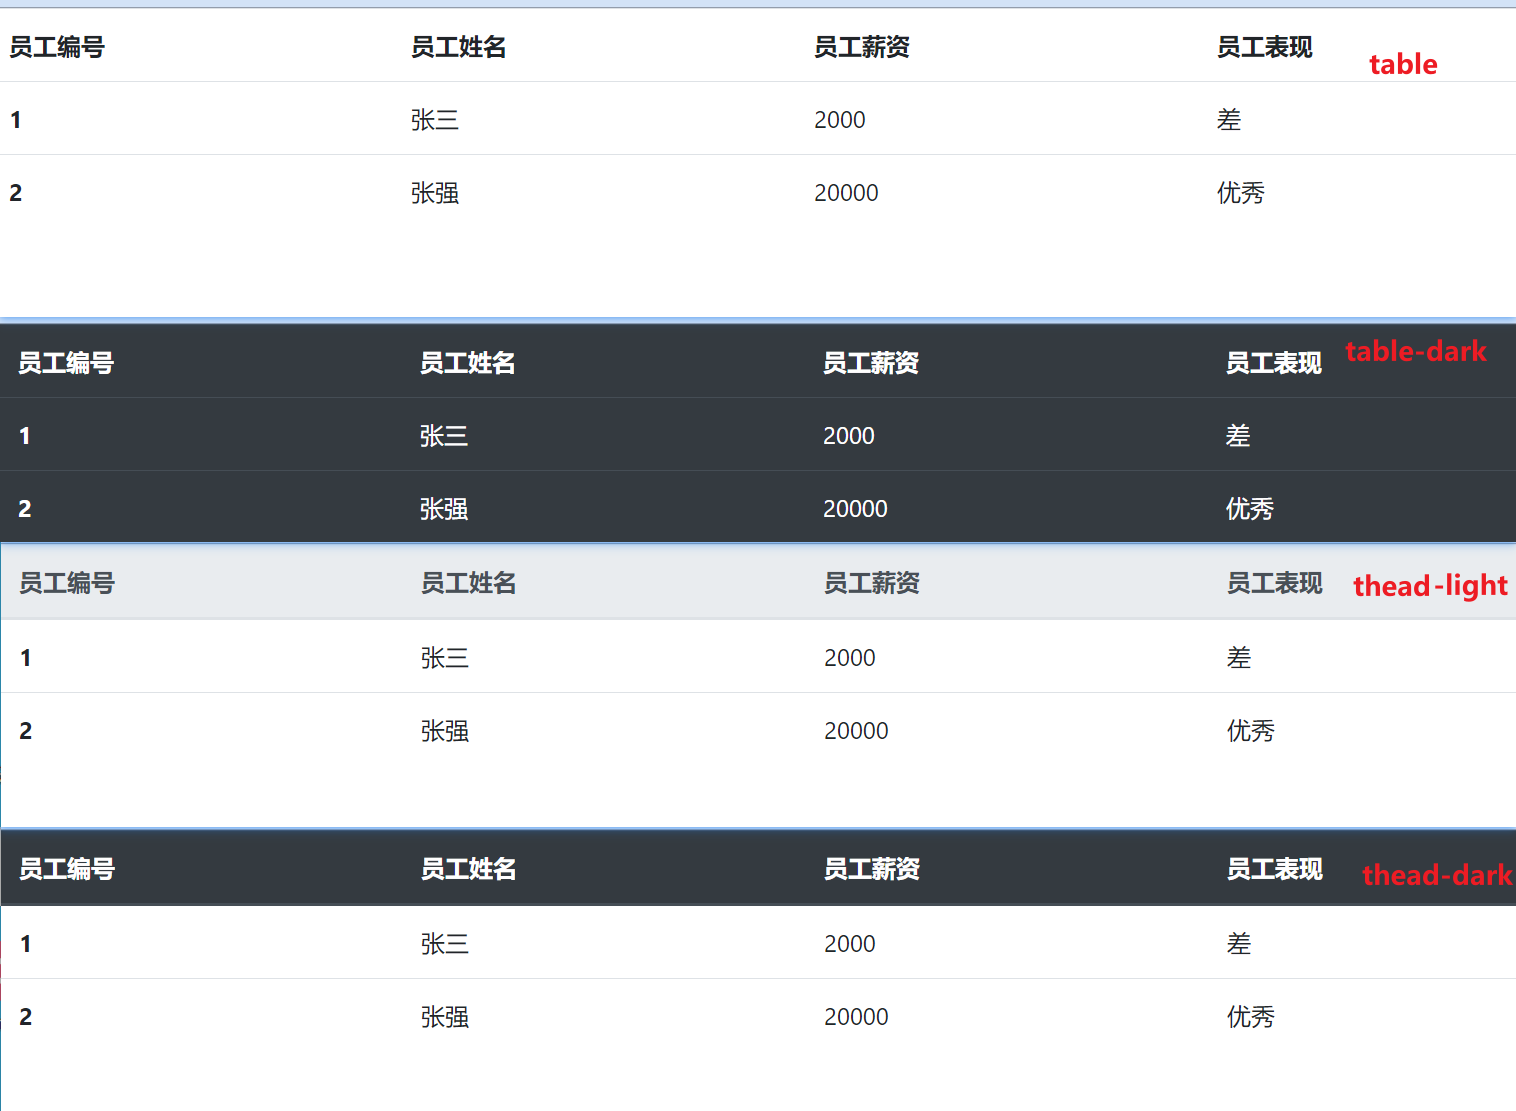 员工编号 员工姓名 员工薪资 员工表现 table
1 张三 2000 差
2 张强 20000 优秀
员工编号 员工姓名 员工薪资 员工表现 table-dark
1 张三 2000 差
2 张强 20000 优秀
员工编号 员工姓名 员工薪资 员工表现 thead-light
1 张三 2000 差
2 张强 20000 优秀
员工编号 员工姓名 员工薪资 员工表现 thead-dark
1 张三 2000 差
2 张强 20000 优秀